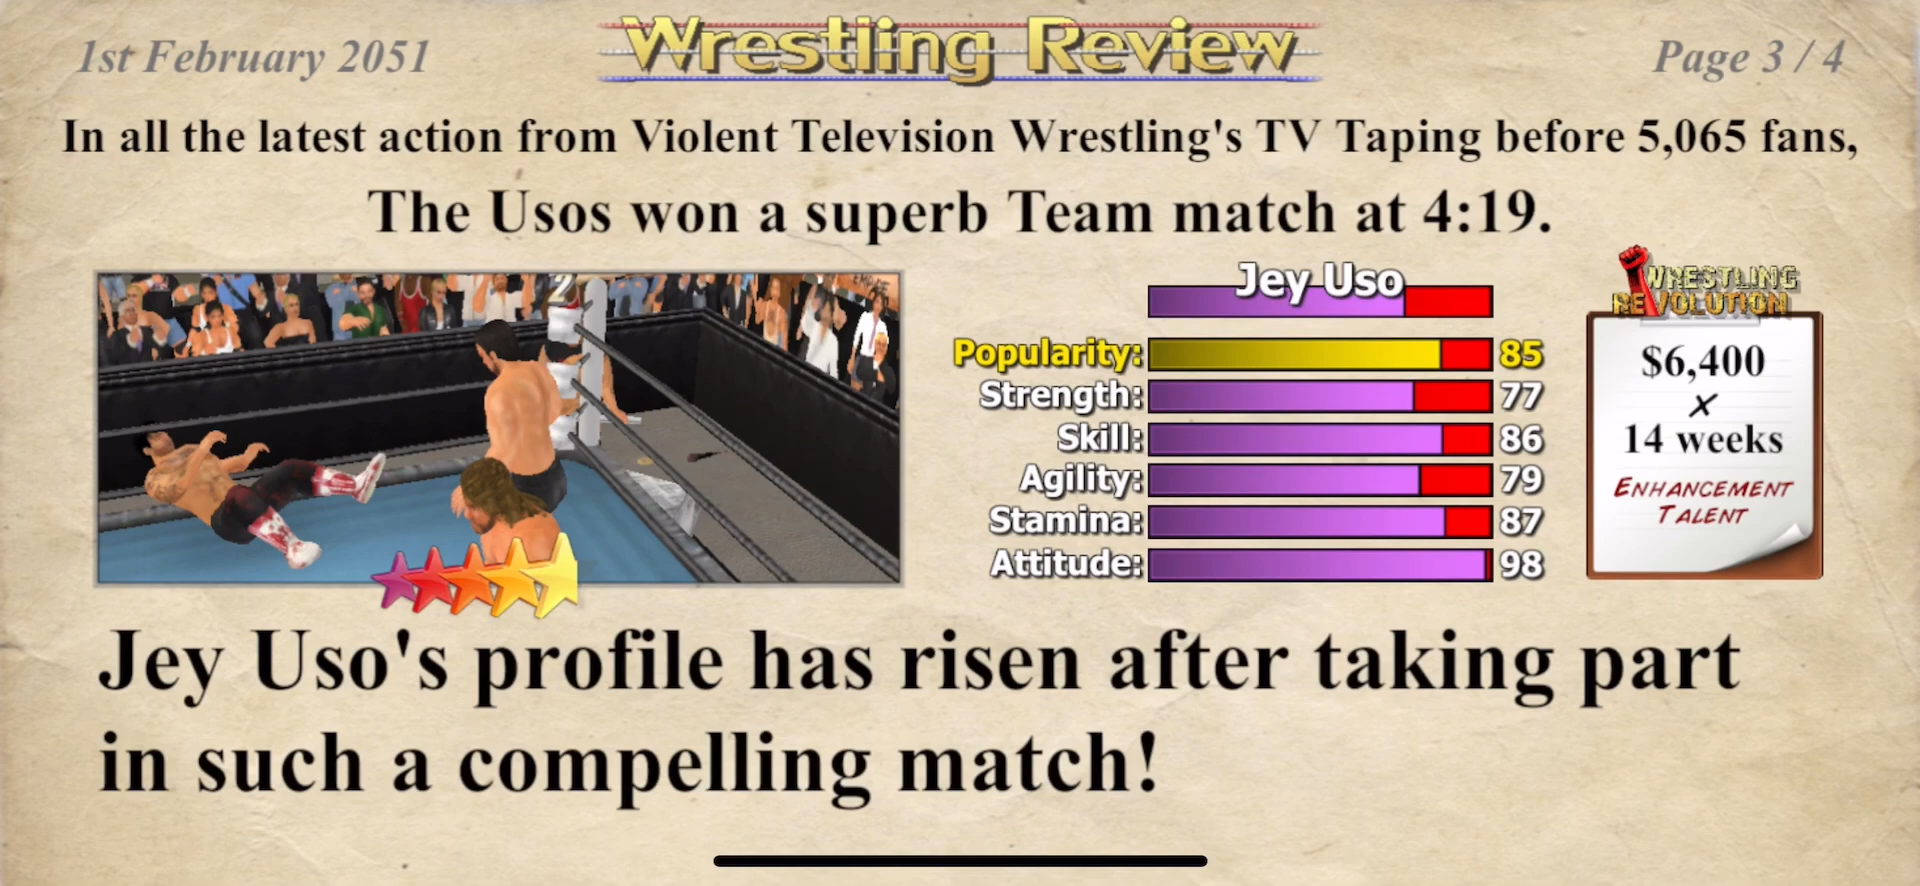 1st February 2051
Wrestling Review
Page 3 / 4
In all the latest action from Violent Television Wrestling's TV Taping before 5,065 fans,
The Usos won a superb Team match at 4:19.
2
Jey Uso
Popularity: 85
Strength: 77
Skill: 86
Agility: 79
Stamina: 87
Attitude: 98
WRESTLING
REVOLUTION
$6,400
x
14 weeks
ENHANCEMENT
TALENT
Jey Uso's profile has risen after taking part
in such a compelling match!